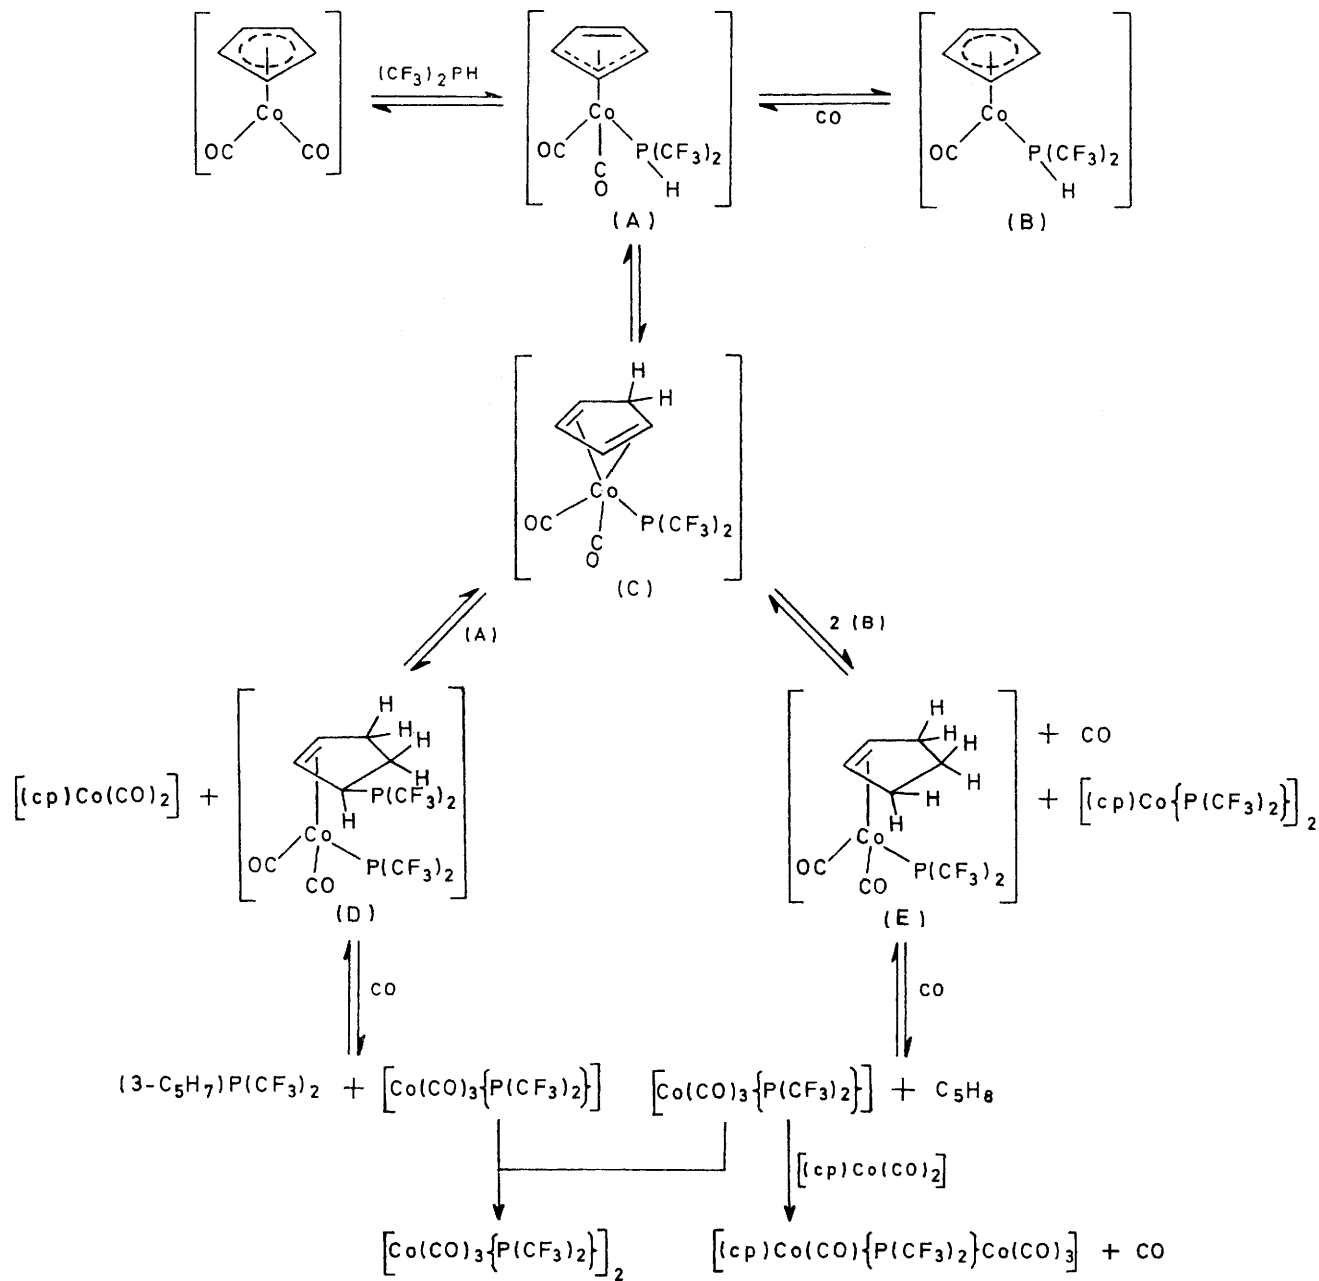 (CF3)2PH
Co
OC CO
Co
OC P(CF3)2
C
O H
(A)
CO
Co
OC P(CF3)2
H
(B)
H
H
Co
OC P(CF3)2
C
O
(C)
(A)
2 (B)
H
H H
H
P(CF3)2
H
Co
OC P(CF3)2
CO
(D)
[(cp)Co(CO)2] +
H
H H
H
H
H
Co
OC P(CF3)2
CO
(E)
+ CO
+ [(cp)Co{P(CF3)2}]2
CO
CO
(3-C5H7)P(CF3)2 + [Co(CO)3{P(CF3)2}]
[Co(CO)3{P(CF3)2}] + C5H8
[(cp)Co(CO)2]
[Co(CO)3{P(CF3)2}]2
[(cp)Co(CO){P(CF3)2}Co(CO)3] + CO